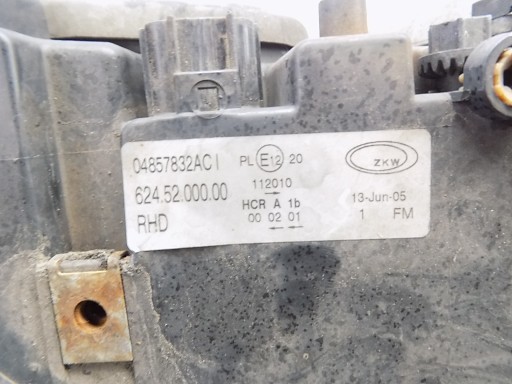 04857832AC I
624.52.000.00
RHD
PL E12 20
112010
HCR A 1b
00 02 01
ZKW
13-Jun-05
1 FM